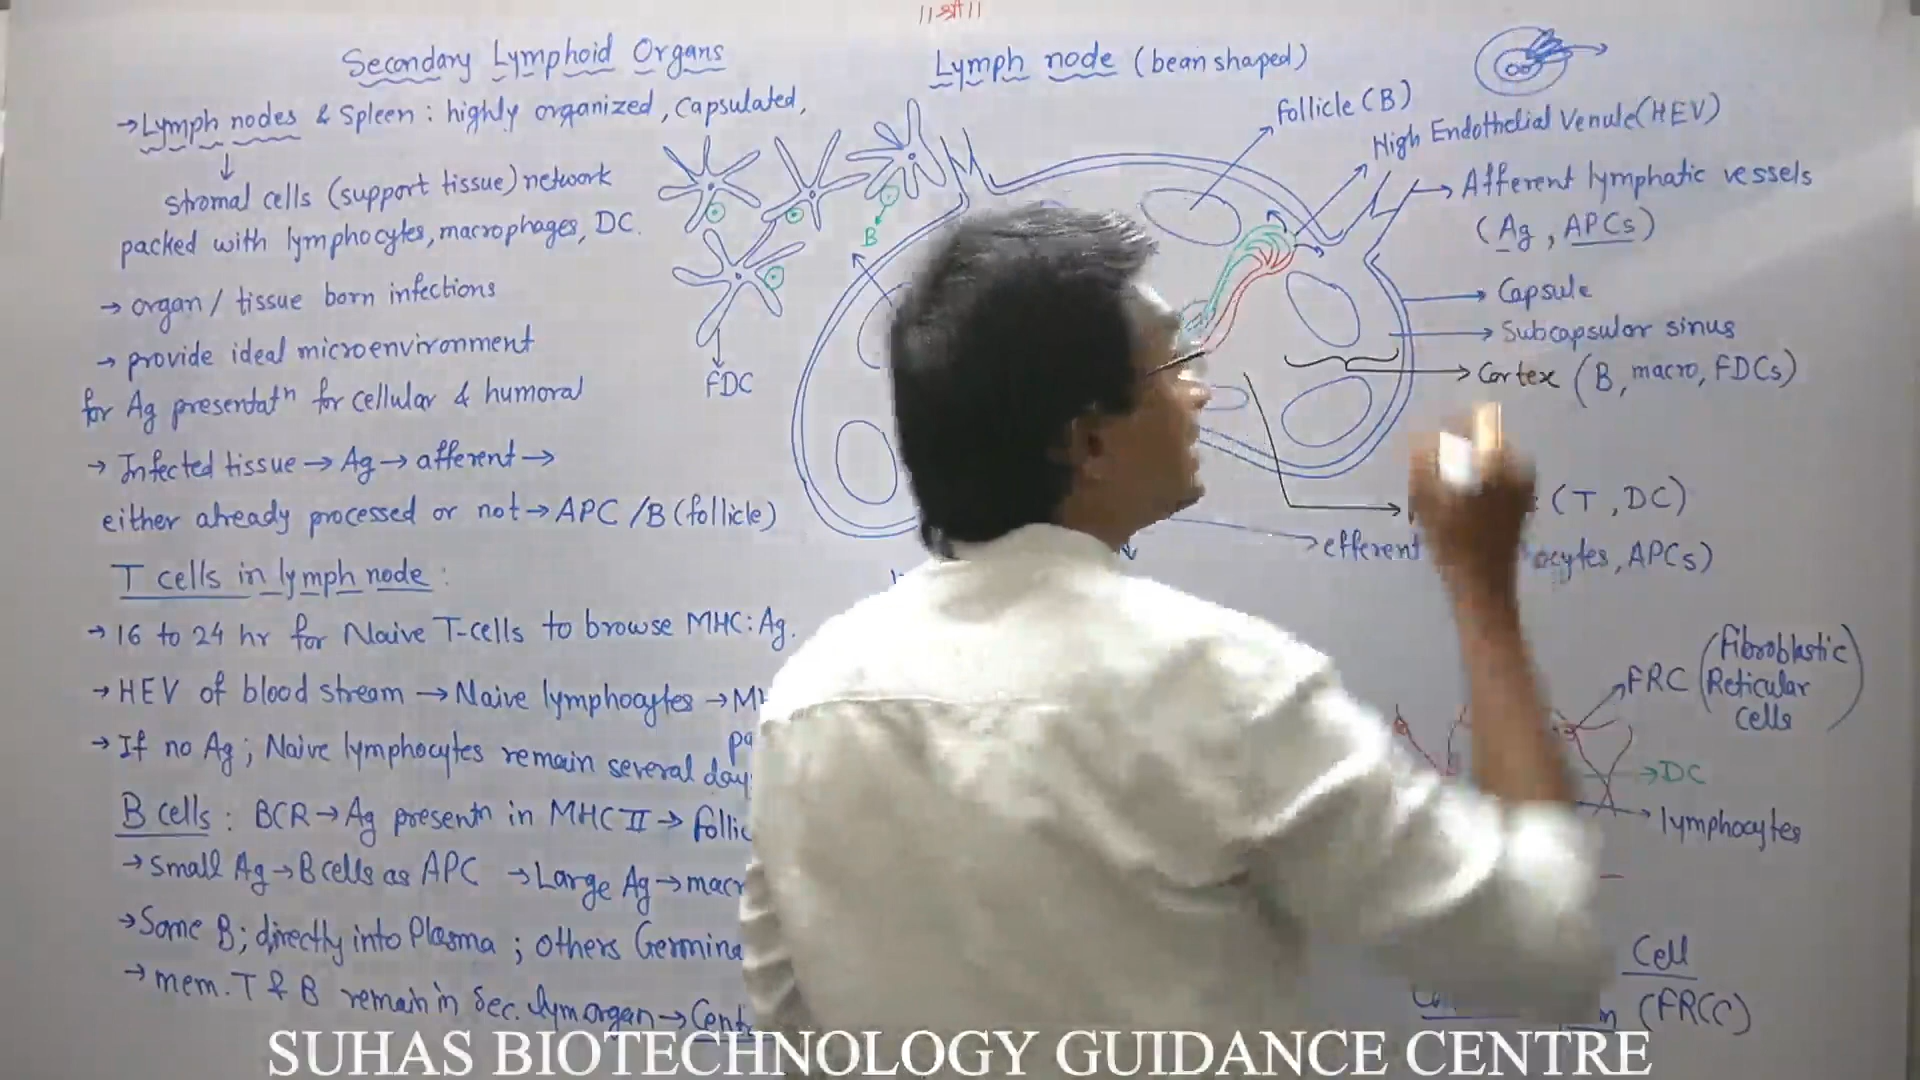 ||श्री||
Secondary Lymphoid Organs
→Lymph nodes & Spleen : highly organized, Capsulated,
↓
Stromal cells (support tissue) network
packed with lymphocytes, macrophages, DC.
→ organ / tissue born infections
→ provide ideal microenvironment
for Ag presentatⁿ for cellular & humoral
→ Infected tissue → Ag → afferent →
either already processed or not → APC /B (follicle)
T cells in lymph node :
→ 16 to 24 hr for Naive T-cells to browse MHC:Ag.
→ HEV of blood stream → Naive lymphocytes →
→ If no Ag; Naive lymphocytes remain several
B cells : BCR → Ag presentⁿ in MHC II →
→ Small Ag → B cells as APC → Large Ag →
→ Some B; directly into Plasma ; others
→ mem. T & B remain in Sec. lym organ →
B
FDC
Lymph node (bean shaped)
follicle (B)
High Endothelial Venule (HEV)
Afferent lymphatic vessels
(Ag, APCs)
Capsule
Subcapsular sinus
Cortex (B, macro, FDCs)
(T, DC)
efferent
APCs)
FRC (Fibroblastic
Reticular
Cells)
DC
lymphocytes
Cell
(FRCC)
SUHAS BIOTECHNOLOGY GUIDANCE CENTRE